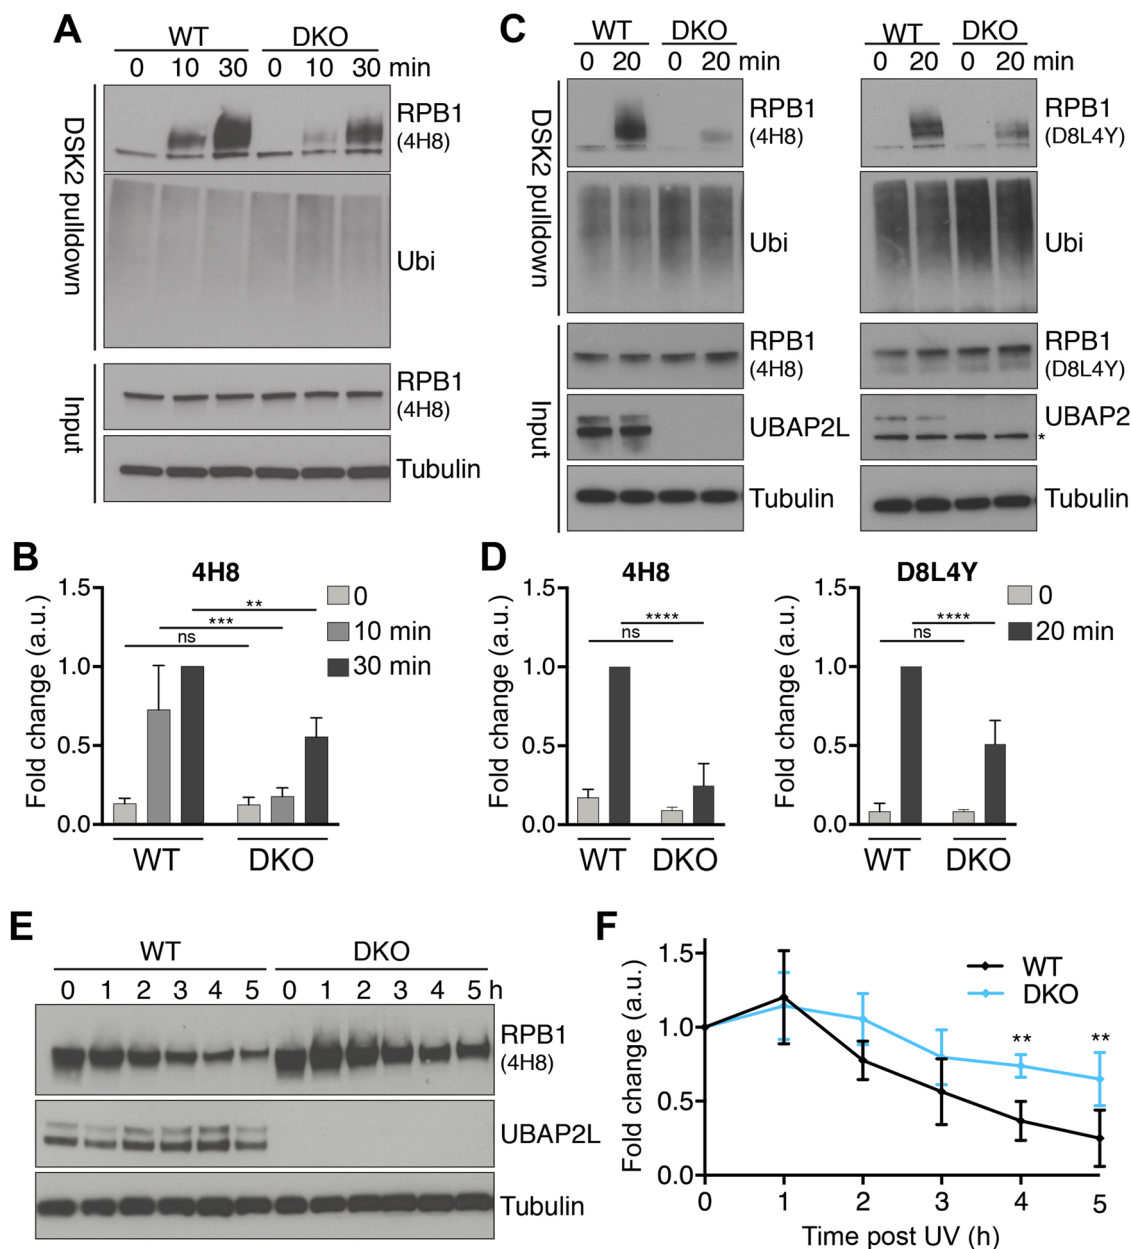 A
WT DKO
0 10 30 0 10 30 min
DSK2 pulldown
RPB1
(4H8)
Ubi
Input
RPB1
(4H8)
Tubulin
C
WT DKO
0 20 0 20 min
DSK2 pulldown
RPB1
(4H8)
Ubi
Input
RPB1
(4H8)
UBAP2L
Tubulin
WT DKO
0 20 0 20 min
RPB1
(D8L4Y)
Ubi
RPB1
(D8L4Y)
UBAP2
*
Tubulin
B
4H8
Fold change (a.u.)
1.5
1.0
0.5
0.0
**
***
ns
0
10 min
30 min
WT DKO
D
4H8
Fold change (a.u.)
1.5
1.0
0.5
0.0
****
ns
WT DKO
D8L4Y
Fold change (a.u.)
1.5
1.0
0.5
0.0
****
ns
0
20 min
WT DKO
E
WT DKO
0 1 2 3 4 5 0 1 2 3 4 5 h
RPB1
(4H8)
UBAP2L
Tubulin
F
Fold change (a.u.)
1.5
1.0
0.5
0.0
WT
DKO
** **
0 1 2 3 4 5
Time post UV (h)